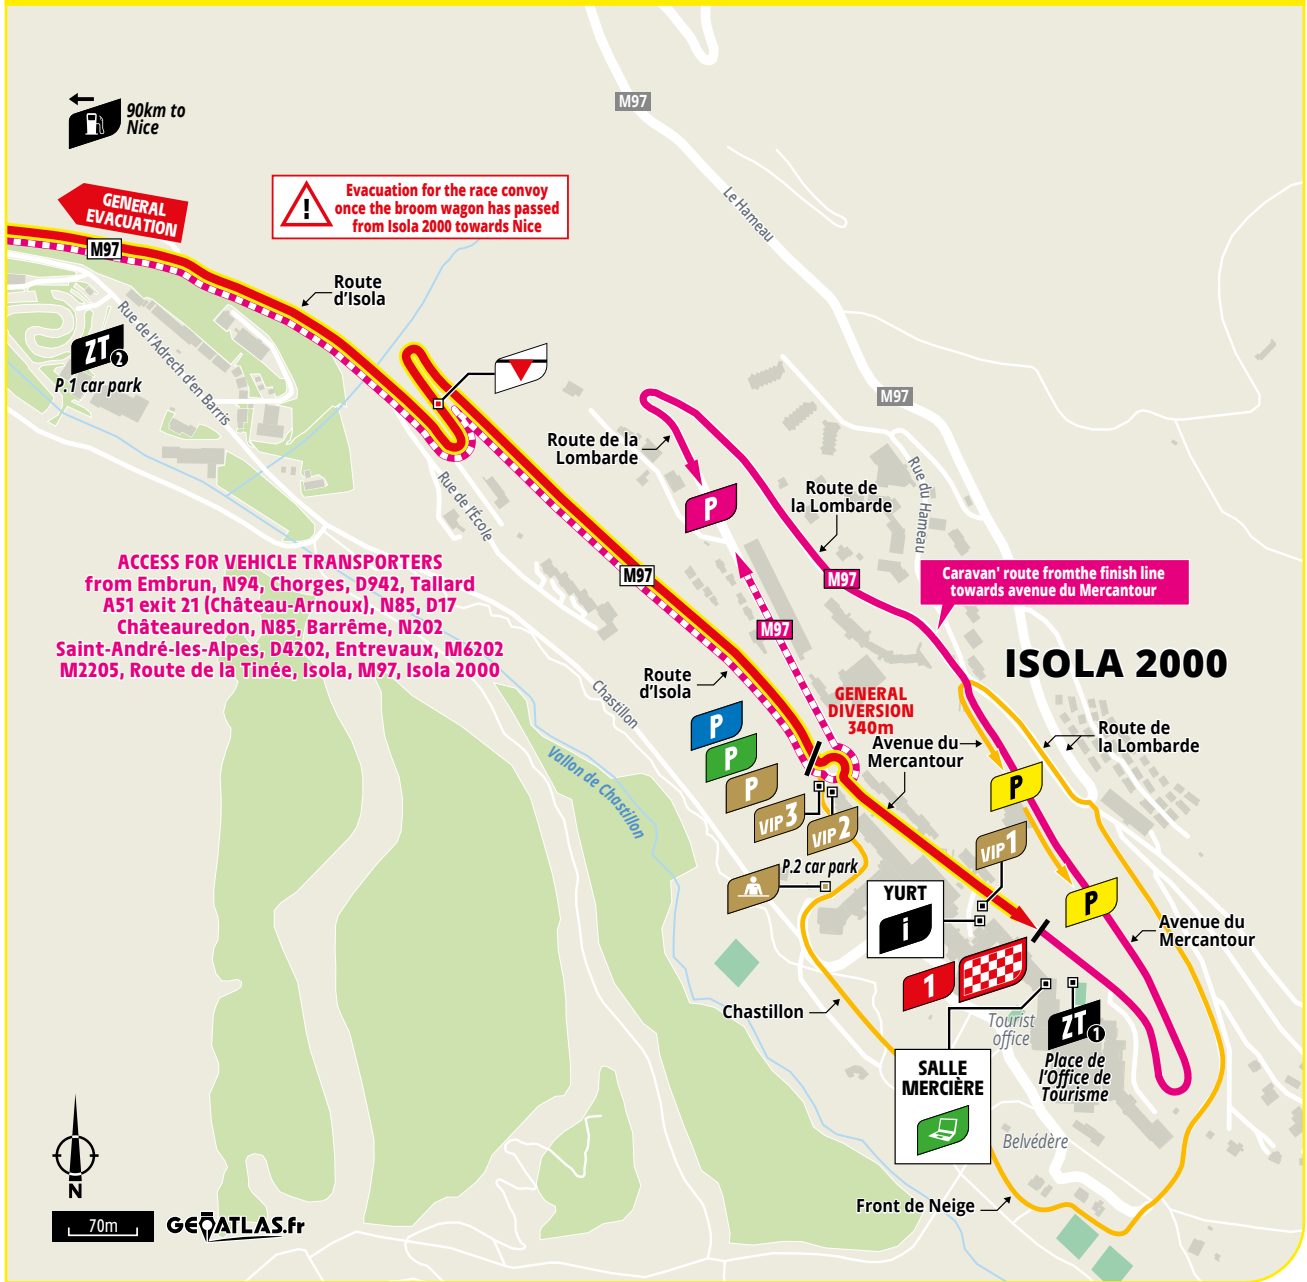 M97
90km to
Nice
GENERAL
EVACUATION
Evacuation for the race convoy
once the broom wagon has passed
from Isola 2000 towards Nice
!
Le Hameau
M97
Route
d'Isola
Rue de l'Adrech d'en Barris
ZT 2
P.1 car park
M97
Route de la
Lombarde
Rue de l'École
Rue du Hameau
Route de
la Lombarde
P
ACCESS FOR VEHICLE TRANSPORTERS
from Embrun, N94, Chorges, D942, Tallard
A51 exit 21 (Château-Arnoux), N85, D17
Châteauredon, N85, Barrême, N202
Saint-André-les-Alpes, D4202, Entrevaux, M6202
M2205, Route de la Tinée, Isola, M97, Isola 2000
M97
M97
Caravan' route fromthe finish line
towards avenue du Mercantour
M97
ISOLA 2000
Route
d'Isola
Chastillon
GENERAL
DIVERSION
340m
P
P
P
VIP 3
VIP 2
Avenue du
Mercantour
Route de
la Lombarde
Vallon de Chastillon
P
VIP 1
P.2 car park
YURT
i
P
Avenue du
Mercantour
1
Chastillon
Tourist
office
ZT 1
Place de
l'Office de
Tourisme
SALLE
MERCIÈRE
Belvédère
Front de Neige
N
70m
GEOATLAS.fr